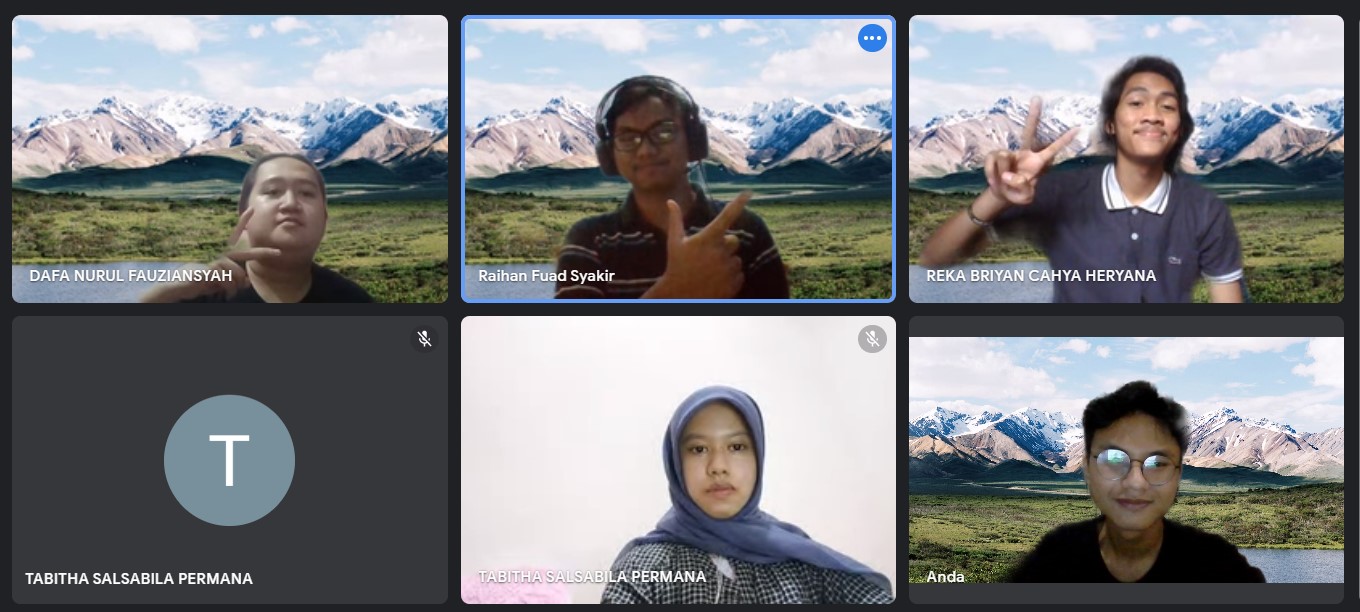 DAFA NURUL FAUZIANSYAH
Raihan Fuad Syakir
REKA BRIYAN CAHYA HERYANA
T
TABITHA SALSABILA PERMANA
TABITHA SALSABILA PERMANA
Anda